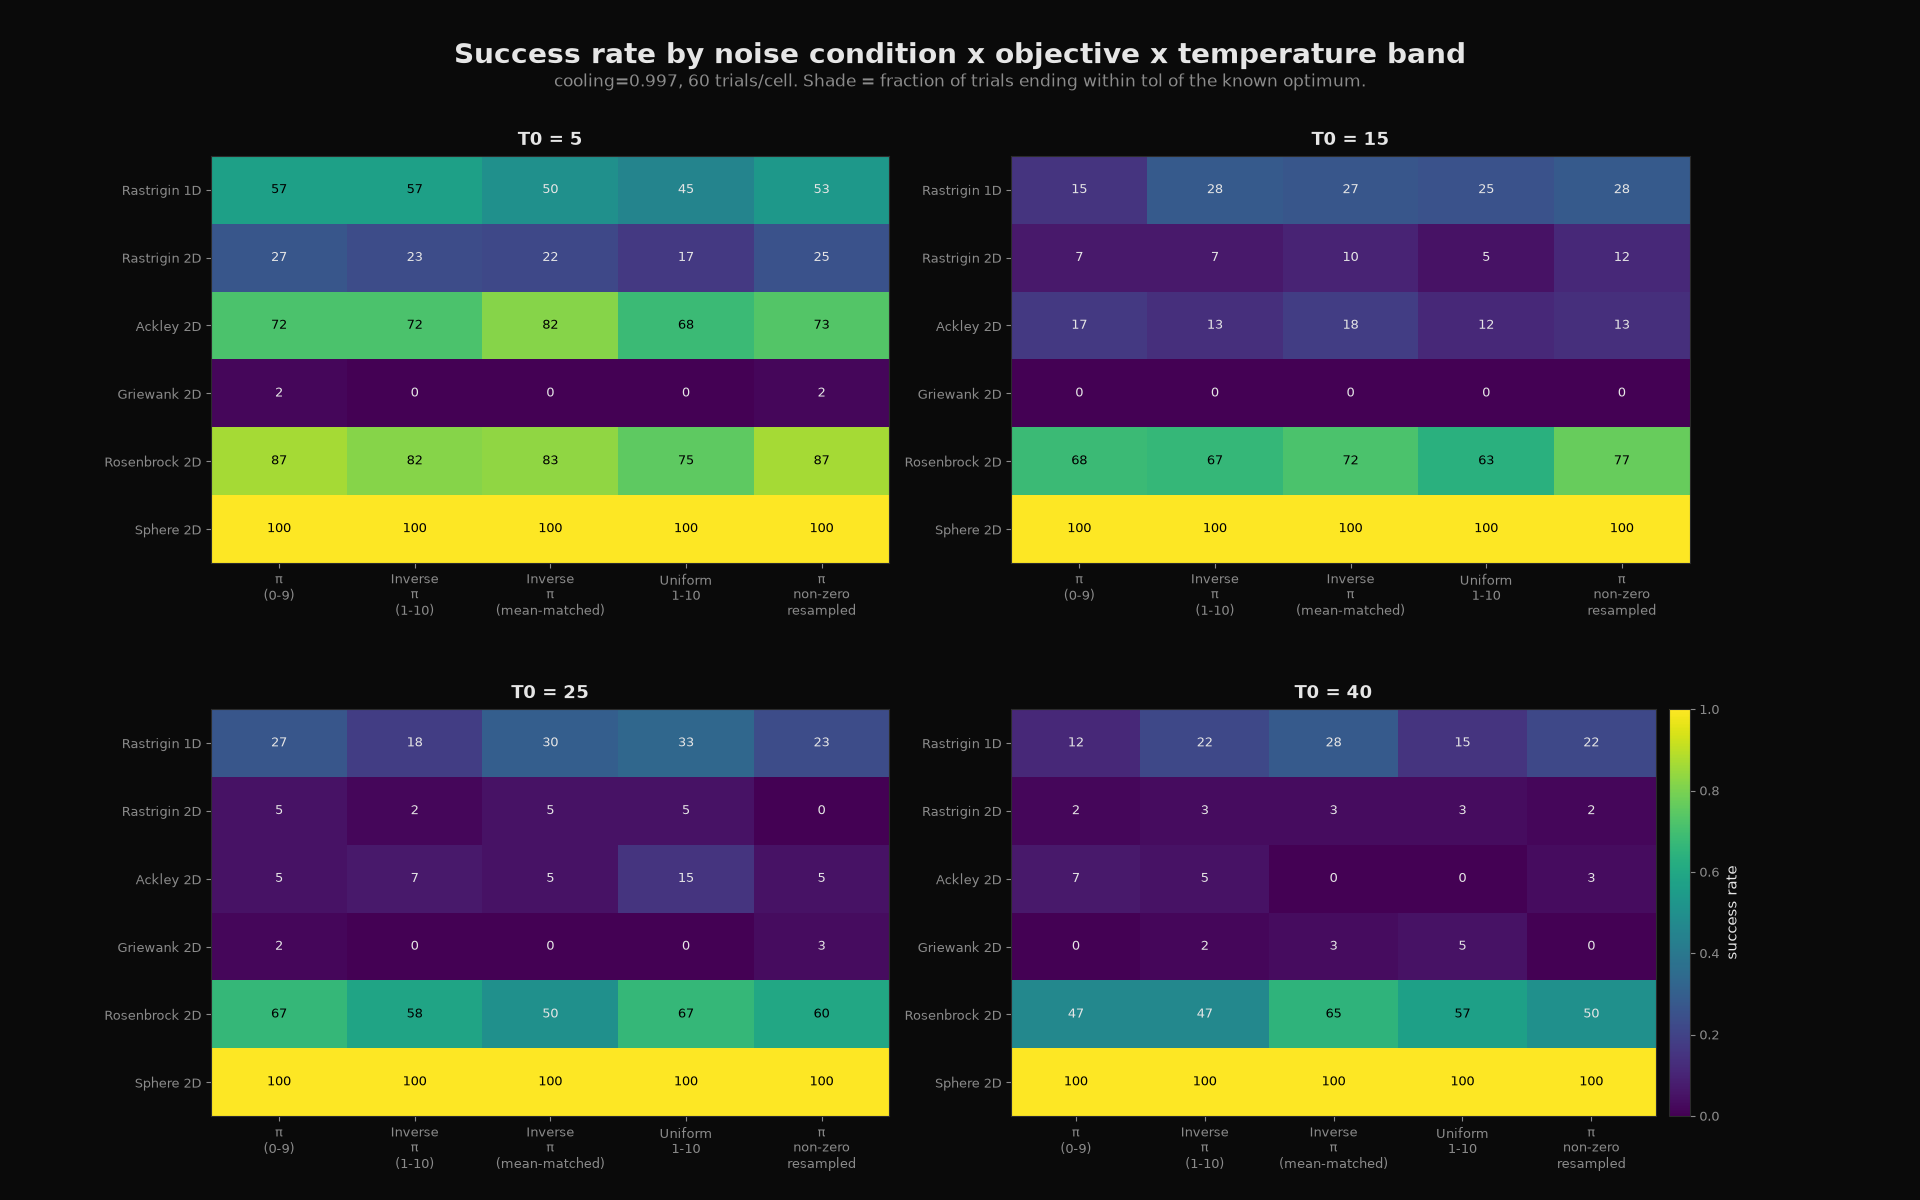 Success rate by noise condition x objective x temperature band
cooling=0.997, 60 trials/cell. Shade = fraction of trials ending within tol of the known optimum.
T0 = 5
Rastrigin 1D 57 57 50 45 53
Rastrigin 2D 27 23 22 17 25
Ackley 2D 72 72 82 68 73
Griewank 2D 2 0 0 0 2
Rosenbrock 2D 87 82 83 75 87
Sphere 2D 100 100 100 100 100
π Inverse Inverse Uniform π
(0-9) π π 1-10 non-zero
(1-10) (mean-matched) resampled
T0 = 15
Rastrigin 1D 15 28 27 25 28
Rastrigin 2D 7 7 10 5 12
Ackley 2D 17 13 18 12 13
Griewank 2D 0 0 0 0 0
Rosenbrock 2D 68 67 72 63 77
Sphere 2D 100 100 100 100 100
π Inverse Inverse Uniform π
(0-9) π π 1-10 non-zero
(1-10) (mean-matched) resampled
T0 = 25
Rastrigin 1D 27 18 30 33 23
Rastrigin 2D 5 2 5 5 0
Ackley 2D 5 7 5 15 5
Griewank 2D 2 0 0 0 3
Rosenbrock 2D 67 58 50 67 60
Sphere 2D 100 100 100 100 100
π Inverse Inverse Uniform π
(0-9) π π 1-10 non-zero
(1-10) (mean-matched) resampled
T0 = 40
Rastrigin 1D 12 22 28 15 22
Rastrigin 2D 2 3 3 3 2
Ackley 2D 7 5 0 0 3
Griewank 2D 0 2 3 5 0
Rosenbrock 2D 47 47 65 57 50
Sphere 2D 100 100 100 100 100
π Inverse Inverse Uniform π
(0-9) π π 1-10 non-zero
(1-10) (mean-matched) resampled
1.0
0.8
0.6
0.4
0.2
0.0
success rate